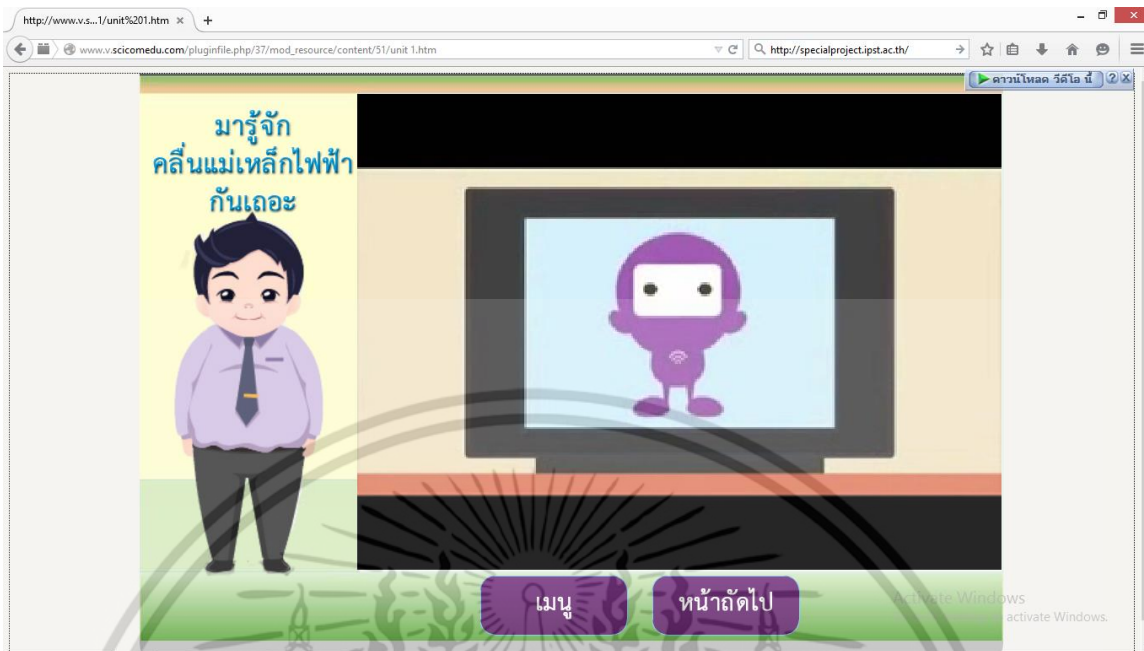 http://www.v.s...1/unit%201.htm × +
www.v.scicomedu.com/pluginfile.php/37/mod_resource/content/51/unit 1.htm
http://specialproject.ipst.ac.th/
ดาวน์โหลด วีดีโอ นี้ ? X
มารู้จัก
คลื่นแม่เหล็กไฟฟ้า
กันเถอะ
เมนู
หน้าถัดไป
Activate Windows
activate Windows.